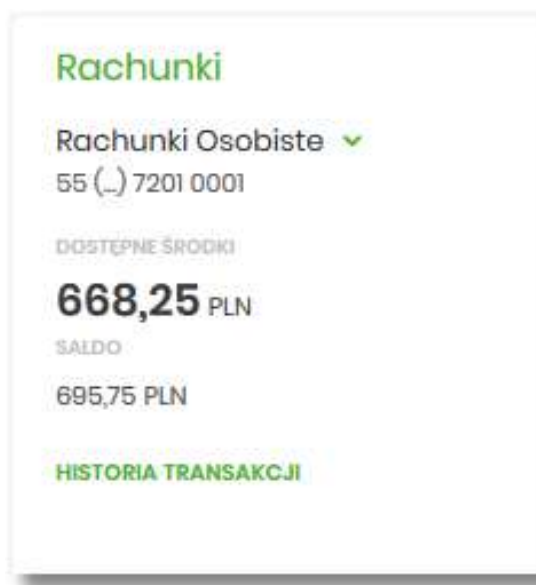 Rachunki
Rachunki Osobiste
55 (...) 7201 0001
DOSTĘPNE ŚRODKI
668,25 PLN
SALDO
695,75 PLN
HISTORIA TRANSAKCJI